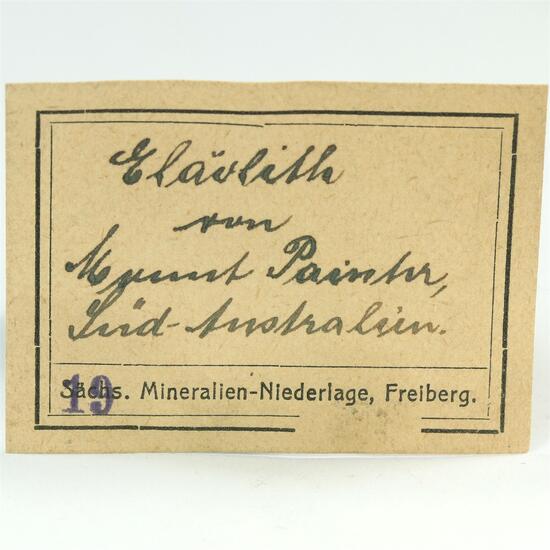 Eläolith
von
Mount Painter,
Süd-Australien.
19
Sächs. Mineralien-Niederlage, Freiberg.